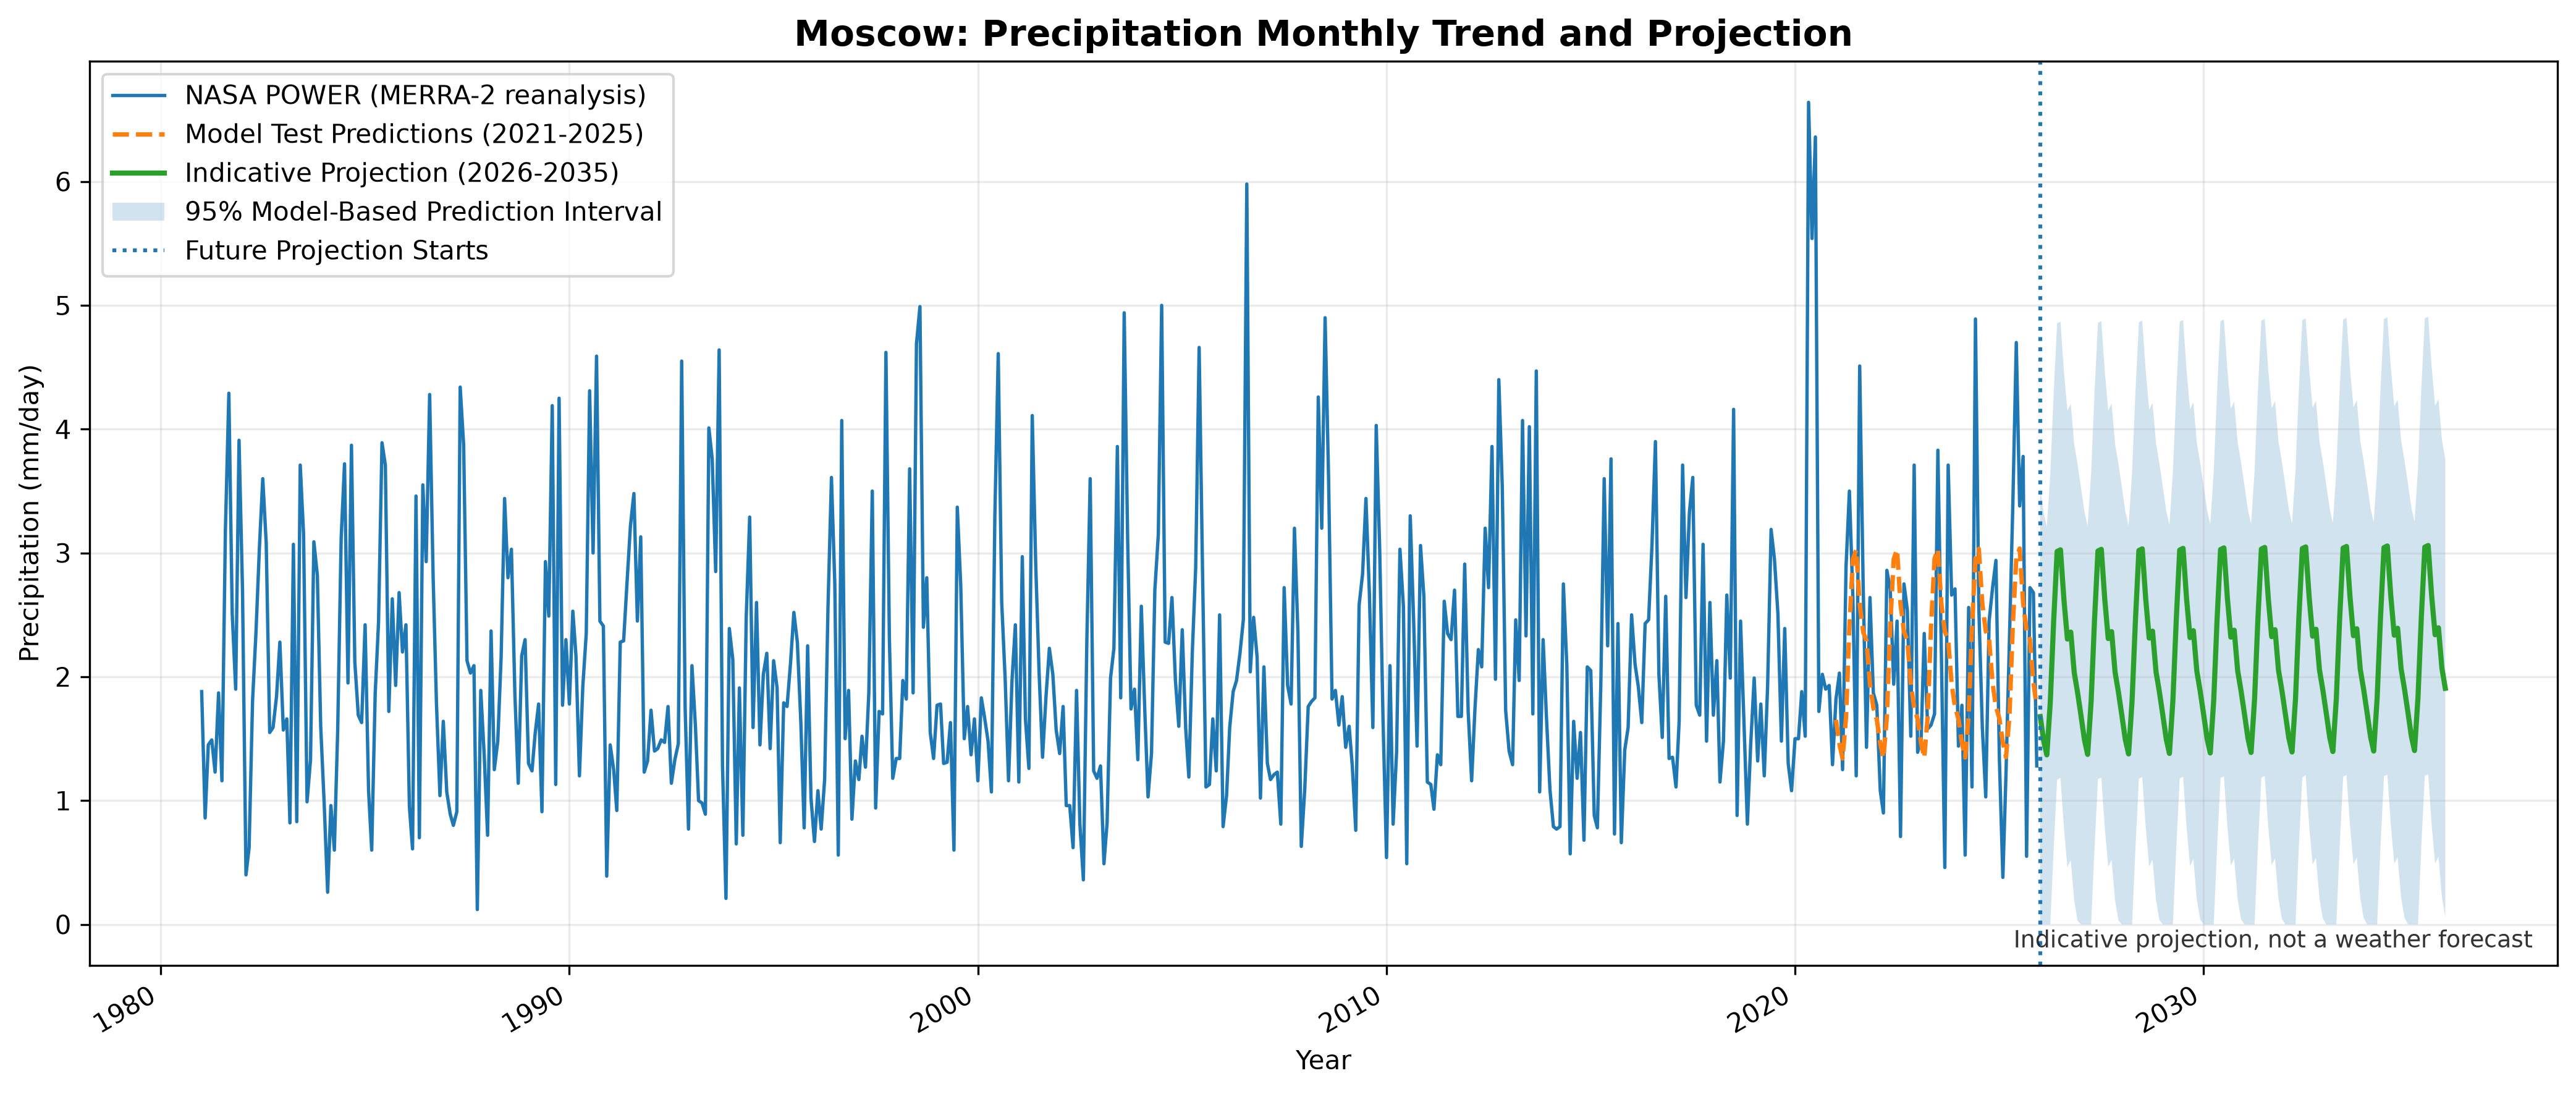 Moscow: Precipitation Monthly Trend and Projection
NASA POWER (MERRA-2 reanalysis)
Model Test Predictions (2021-2025)
Indicative Projection (2026-2035)
95% Model-Based Prediction Interval
Future Projection Starts
Precipitation (mm/day)
6
5
4
3
2
1
0
Indicative projection, not a weather forecast
1980
1990
2000
2010
2020
2030
Year